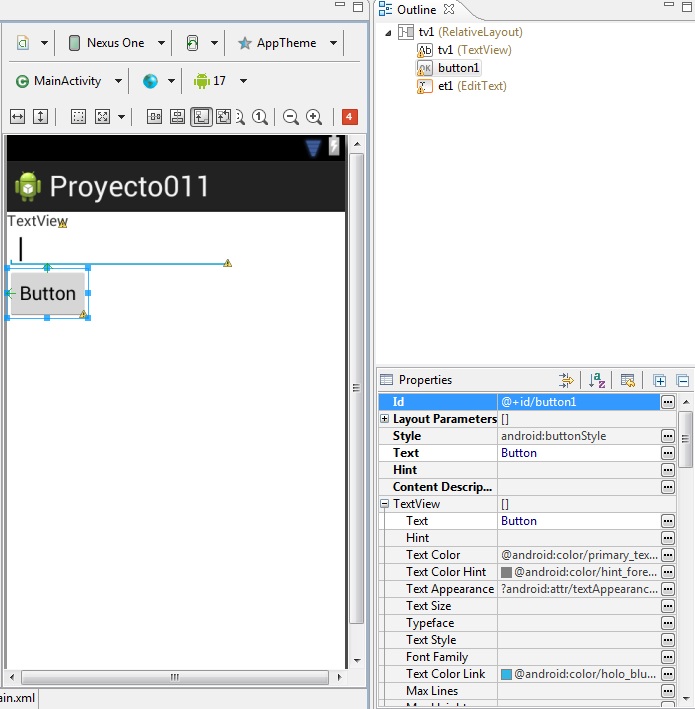 Outline
Nexus One
AppTheme
MainActivity
17
4
Proyecto011
TextView
Button
ain.xml
tv1 (RelativeLayout)
tv1 (TextView)
OK
button1
et1 (EditText)
Ab
Properties
Id @+id/button1
Layout Parameters []
Style android:buttonStyle
Text Button
Hint
Content Descrip...
TextView []
Text Button
Hint
Text Color @android:color/primary_tex...
Text Color Hint @android:color/hint_fore...
Text Appearance ?android:attr/textAppearanc...
Text Size
Typeface
Text Style
Font Family
Text Color Link @android:color/holo_blu...
Max Lines